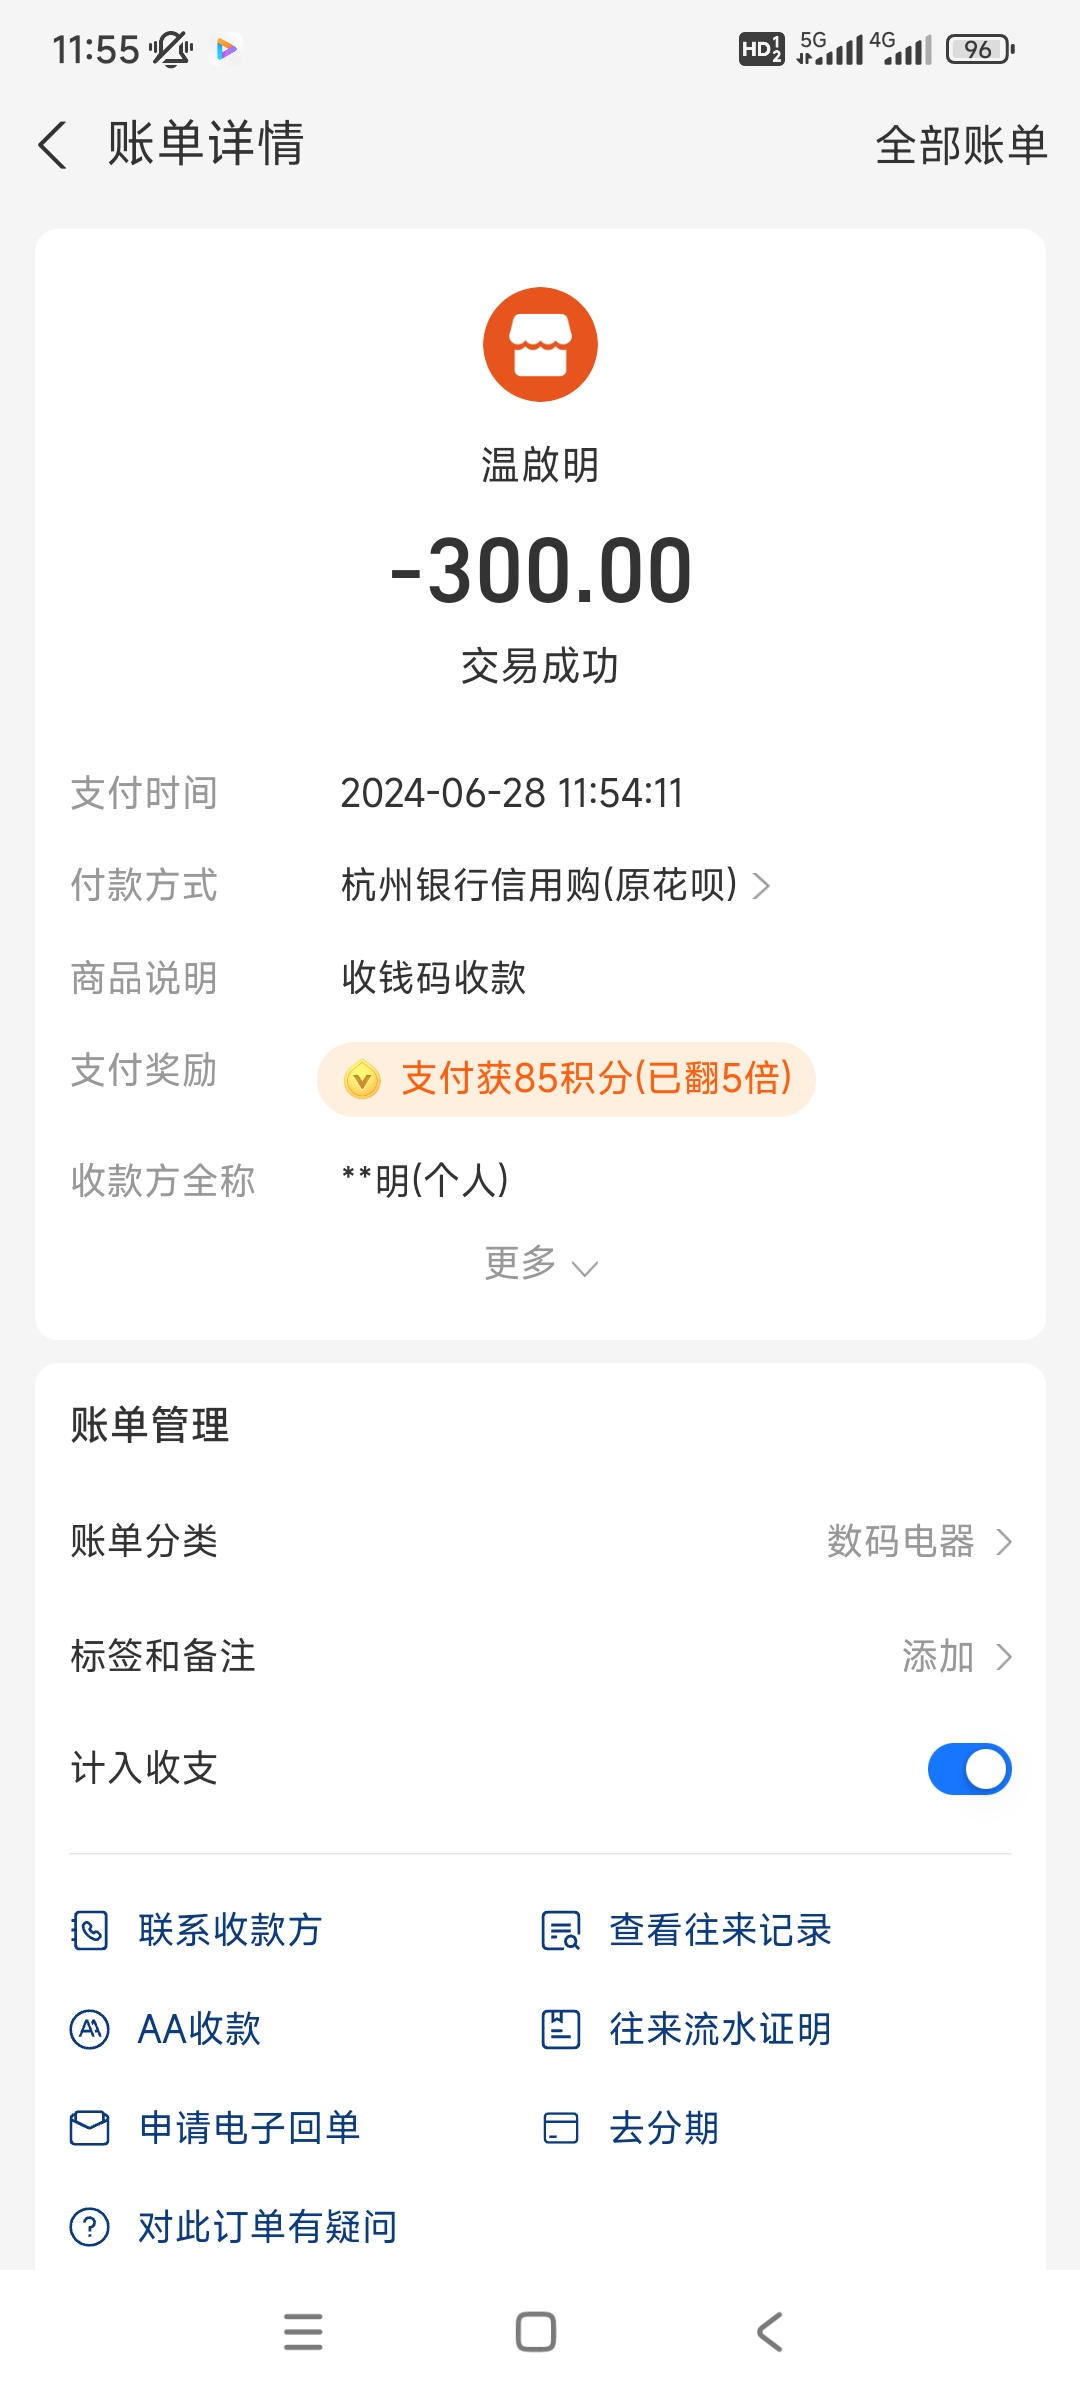 11:55 HD 1 2 5G 4G 96
账单详情 全部账单
温啟明
-300.00
交易成功
支付时间 2024-06-28 11:54:11
付款方式 杭州银行信用购(原花呗)
商品说明 收钱码收款
支付奖励 支付获85积分(已翻5倍)
收款方全称 **明(个人)
更多
账单管理
账单分类 数码电器
标签和备注 添加
计入收支
联系收款方 查看往来记录
AA收款 往来流水证明
申请电子回单 去分期
对此订单有疑问